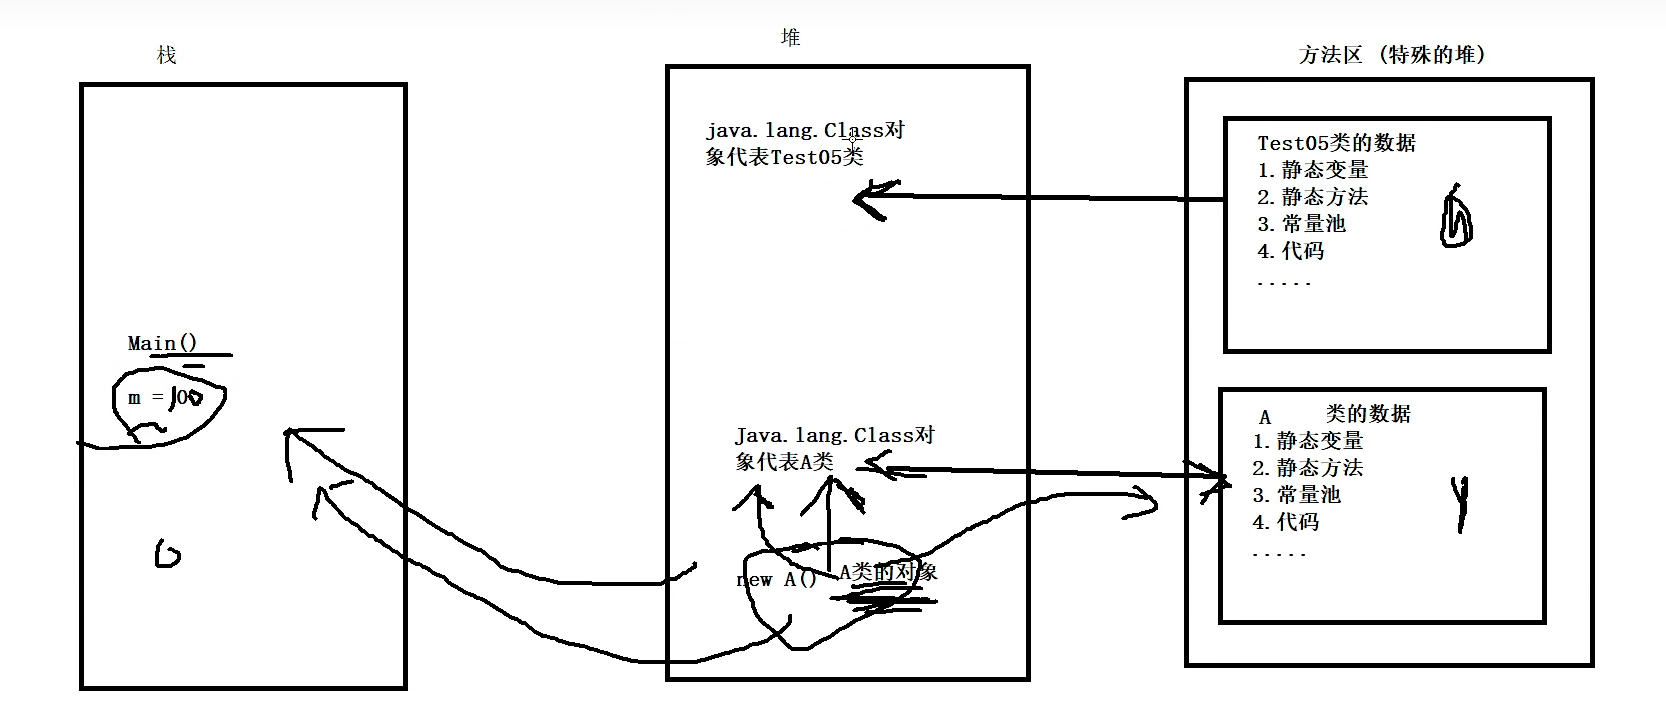 栈
堆
方法区 (特殊的堆)
java.lang.Class对
象代表Test05类
Test05类的数据
1.静态变量
2.静态方法
3.常量池
4.代码
.....
Main()
m = 100
Java.lang.Class对
象代表A类
new A()
A类的对象
A 类的数据
1.静态变量
2.静态方法
3.常量池
4.代码
.....